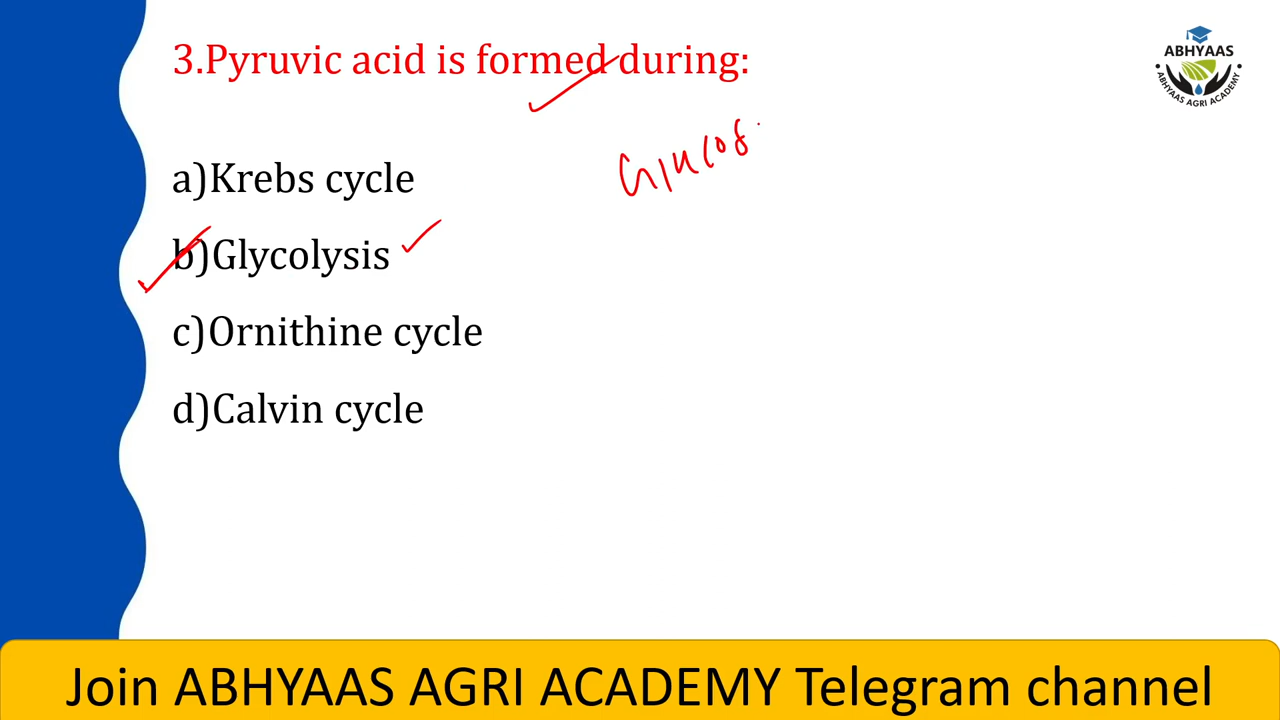 3.Pyruvic acid is formed during:
ABHYAAS
ABHYAAS AGRI ACADEMY
Glucos
a)Krebs cycle
b)Glycolysis
c)Ornithine cycle
d)Calvin cycle
Join ABHYAAS AGRI ACADEMY Telegram channel